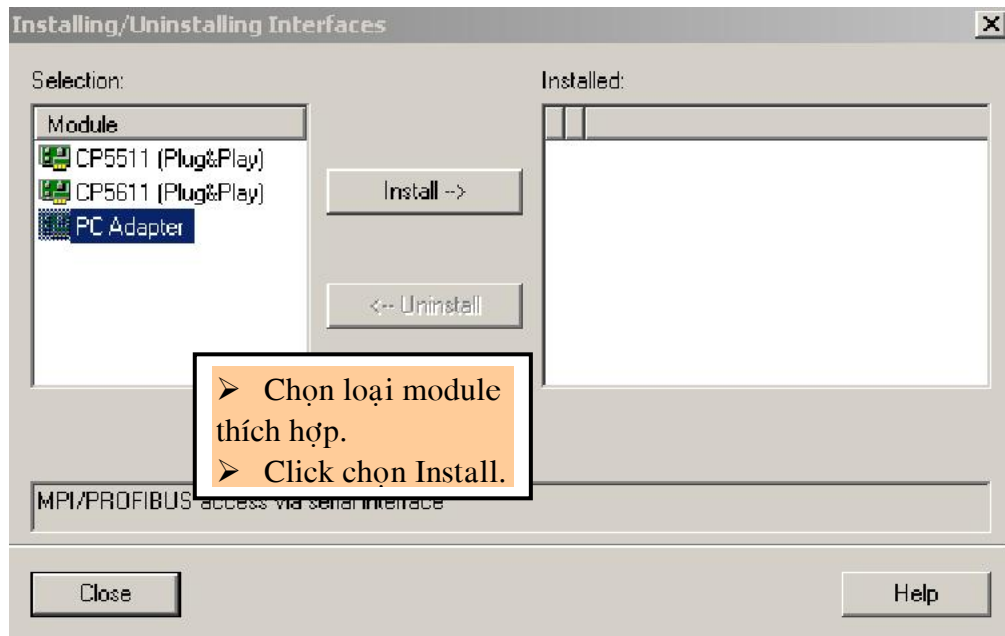 Installing/Uninstalling Interfaces
Selection:
Installed:
Module
CP5511 (Plug&Play)
CP5611 (Plug&Play)
PC Adapter
Install -->
<-- Uninstall
➢ Chọn loại module
thích hợp.
➢ Click chọn Install.
MPI/PROFIBUS access via serial interface
Close
Help